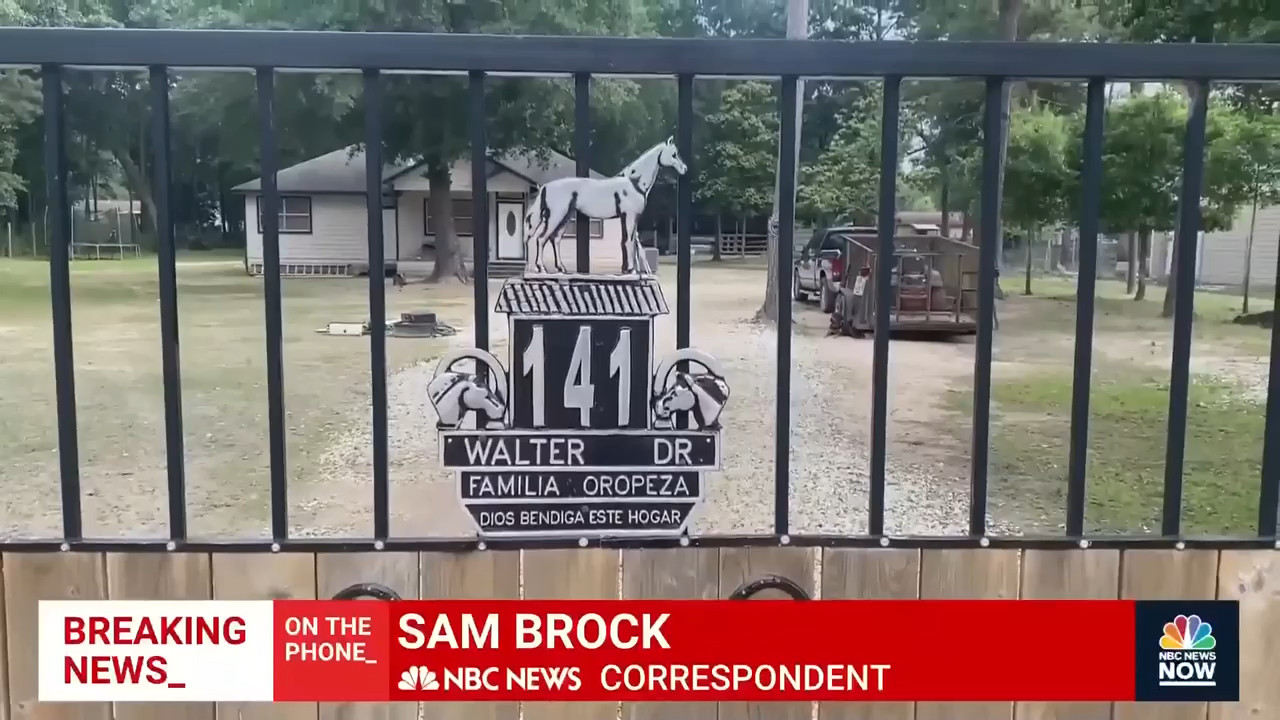 141
WALTER DR
FAMILIA OROPEZA
DIOS BENDIGA ESTE HOGAR
BREAKING
NEWS_
ON THE
PHONE_
SAM BROCK
NBC NEWS CORRESPONDENT
NBC NEWS
NOW